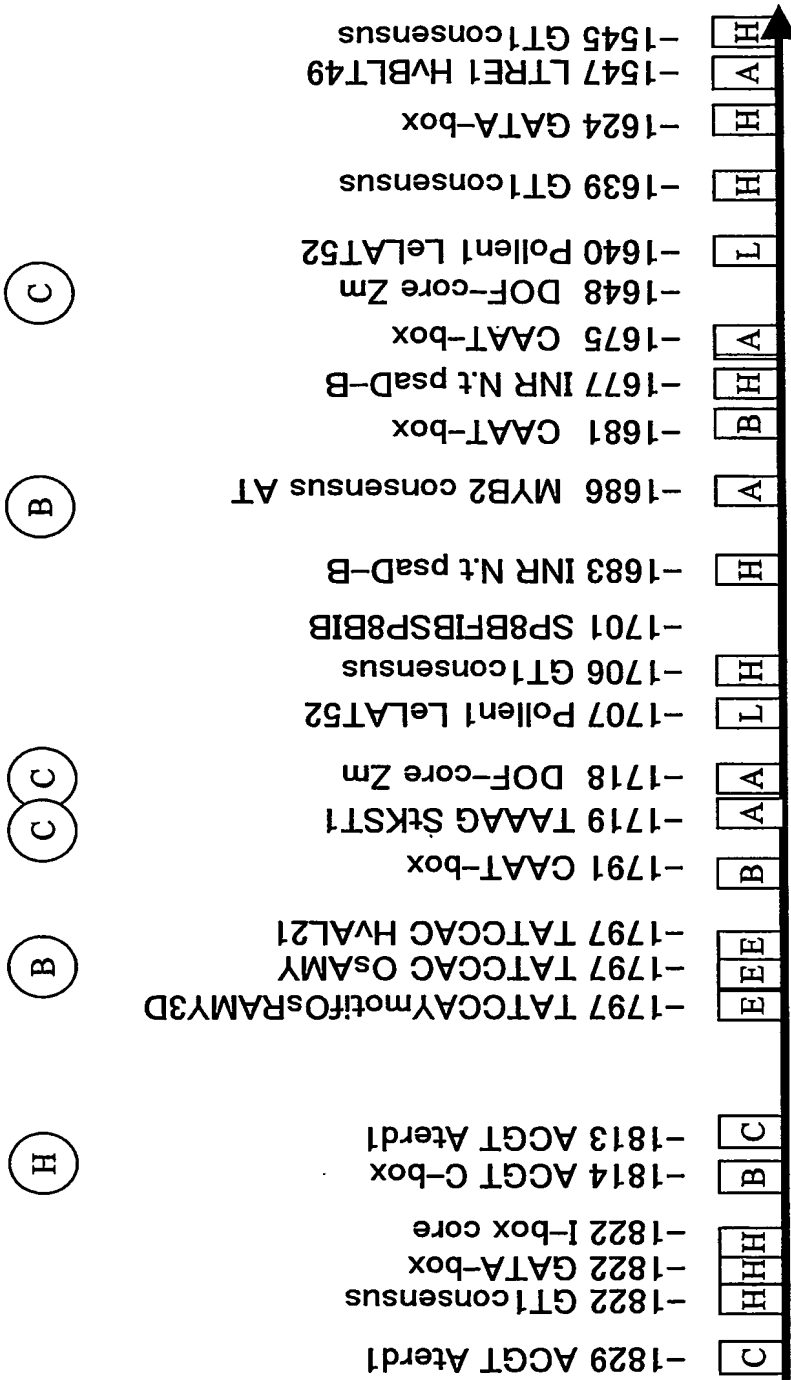 C –1829 ACGT Aterd1
H –1822 GT1consensus
H –1822 GATA–box
H –1822 I–box core
B –1814 ACGT C–box H
C –1813 ACGT Aterd1
E –1797 TATCCAYmotifOsRAMY3D
E –1797 TATCCAC OsAMY B
E –1797 TATCCAC HvAL21
B –1791 CAAT–box
A –1719 TAAAG StKST1 C
A –1718 DOF–core Zm C
L –1707 Pollen1 LeLAT52
H –1706 GT1consensus
–1701 SP8BFIBSP8BIB
H –1683 INR N.t psaD–B
A –1686 MYB2 consensus AT B
B –1681 CAAT–box
H –1677 INR N.t psaD–B
A –1675 CAAT–box
–1648 DOF–core Zm C
L –1640 Pollen1 LeLAT52
H –1639 GT1consensus
H –1624 GATA–box
A –1547 LTRE1 HvBLT49
H –1545 GT1consensus